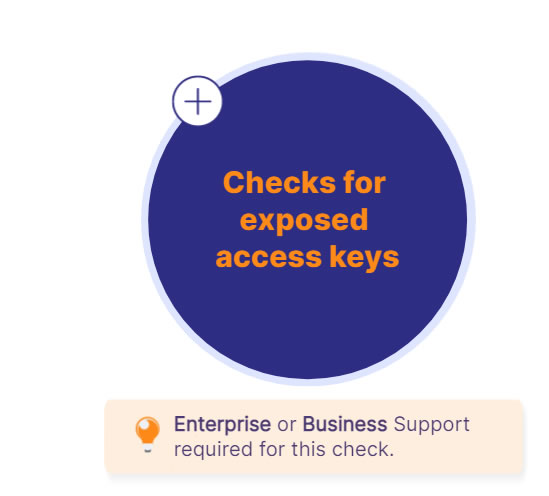 Checks for
exposed
access keys
Enterprise or Business Support
required for this check.